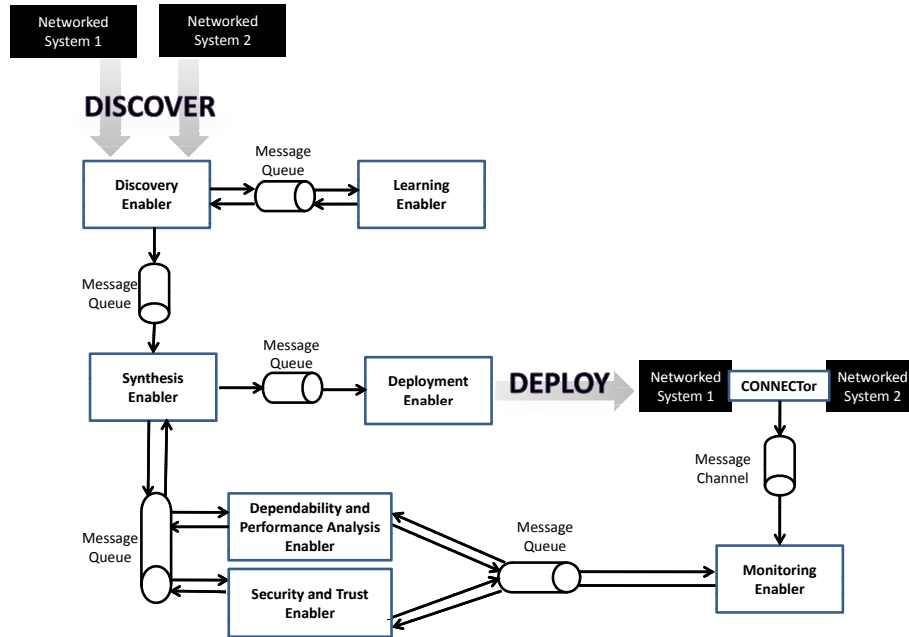 Networked
System 1
Networked
System 2
DISCOVER
Message
Queue
Discovery
Enabler
Learning
Enabler
Message
Queue
Message
Queue
Synthesis
Enabler
Deployment
Enabler
DEPLOY
Networked
System 1
CONNECTor
Networked
System 2
Message
Channel
Message
Queue
Dependability and
Performance Analysis
Enabler
Message
Queue
Security and Trust
Enabler
Monitoring
Enabler